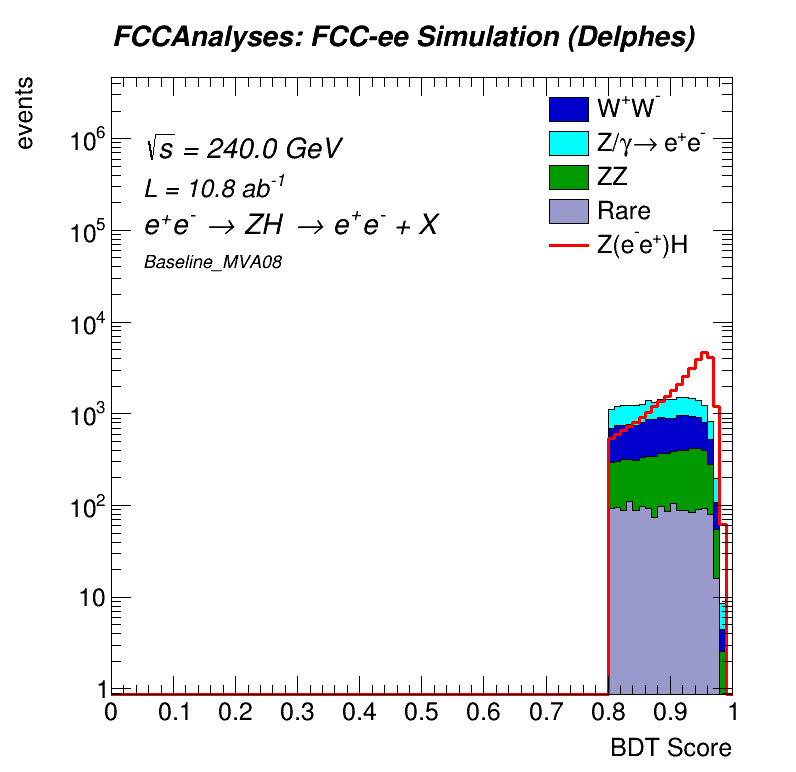 FCCAnalyses: FCC-ee Simulation (Delphes)
events
√s = 240.0 GeV
L = 10.8 ab⁻¹
e⁺e⁻ → ZH → e⁺e⁻ + X
Baseline_MVA08
W⁺W⁻
Z/γ→ e⁺e⁻
ZZ
Rare
Z(e⁻e⁺)H
10⁶
10⁵
10⁴
10³
10²
10
1
0 0.1 0.2 0.3 0.4 0.5 0.6 0.7 0.8 0.9 1
BDT Score